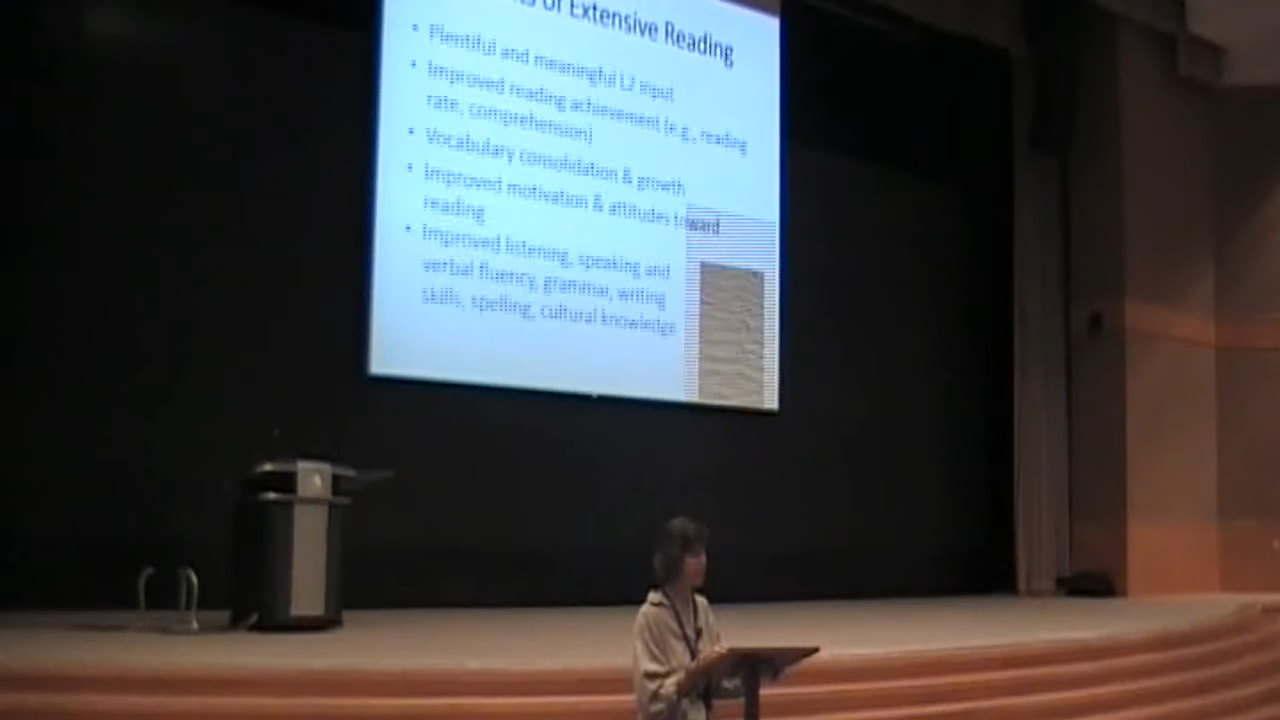 of Extensive Reading
• Plentiful and meaningful L2 input
• Improved reading achievement (e.g., reading
rate, comprehension)
• Vocabulary consolidation & growth
• Improved motivation & attitudes toward
reading
• Improved listening, speaking and
verbal fluency, grammar, writing
skills, spelling, cultural knowledge